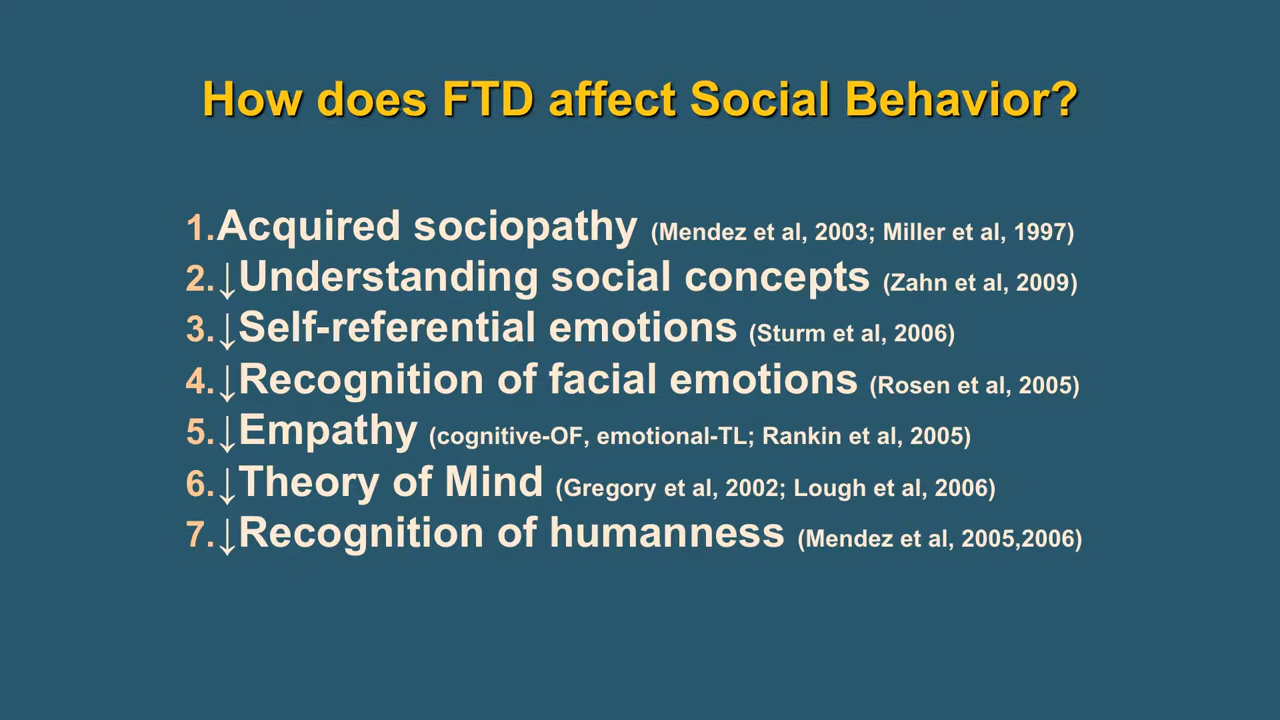 How does FTD affect Social Behavior?
1.Acquired sociopathy (Mendez et al, 2003; Miller et al, 1997)
2.↓Understanding social concepts (Zahn et al, 2009)
3.↓Self-referential emotions (Sturm et al, 2006)
4.↓Recognition of facial emotions (Rosen et al, 2005)
5.↓Empathy (cognitive-OF, emotional-TL; Rankin et al, 2005)
6.↓Theory of Mind (Gregory et al, 2002; Lough et al, 2006)
7.↓Recognition of humanness (Mendez et al, 2005,2006)